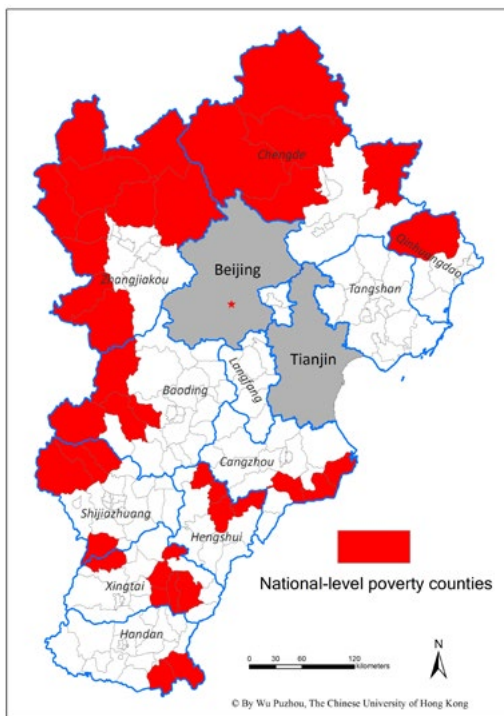 Chengde
Qinhuangdao
Beijing
Zhangjiakou
Tangshan
Tianjin
Langfang
Baoding
Cangzhou
Shijiazhuang
Hengshui
National-level poverty counties
Xingtai
Handan
N
0 30 60 120
kilometers
© By Wu Puzhou, The Chinese University of Hong Kong